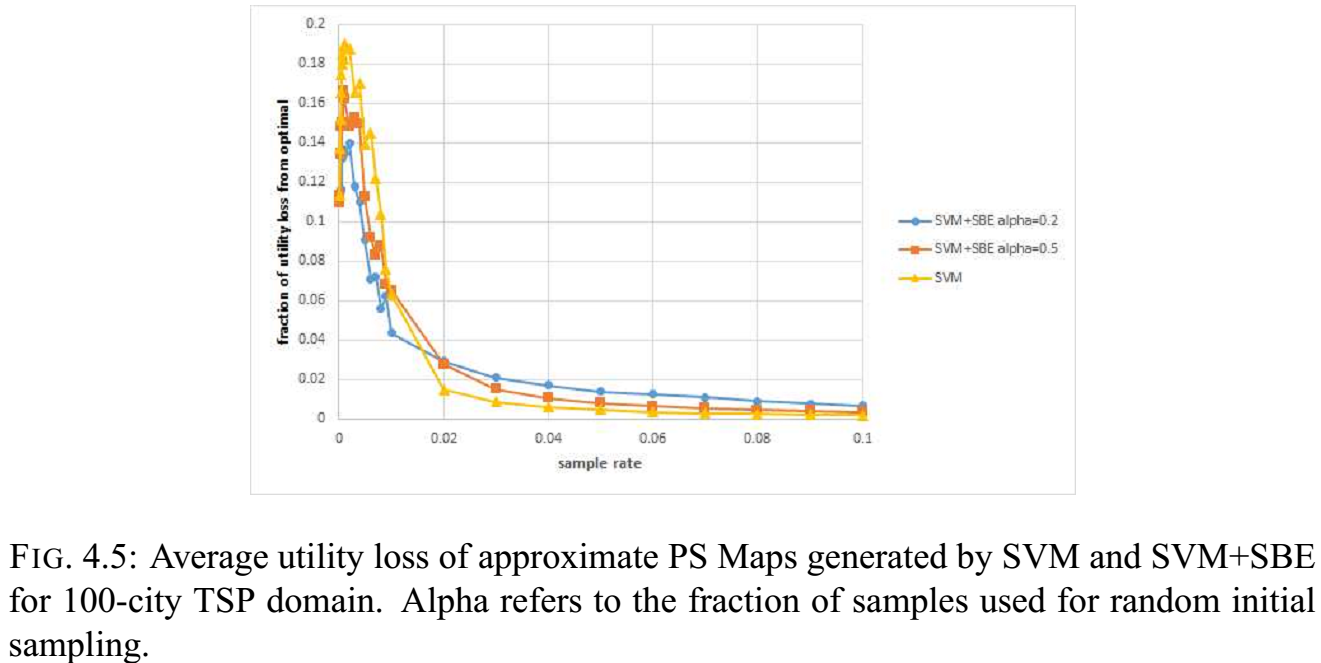 0.2
0.18
0.16
0.14
0.12
0.1
0.08
0.06
0.04
0.02
0
fraction of utility loss from optimal
0 0.02 0.04 0.06 0.08 0.1
sample rate
SVM+SBE alpha=0.2
SVM+SBE alpha=0.5
SVM
FIG. 4.5: Average utility loss of approximate PS Maps generated by SVM and SVM+SBE
for 100-city TSP domain. Alpha refers to the fraction of samples used for random initial
sampling.